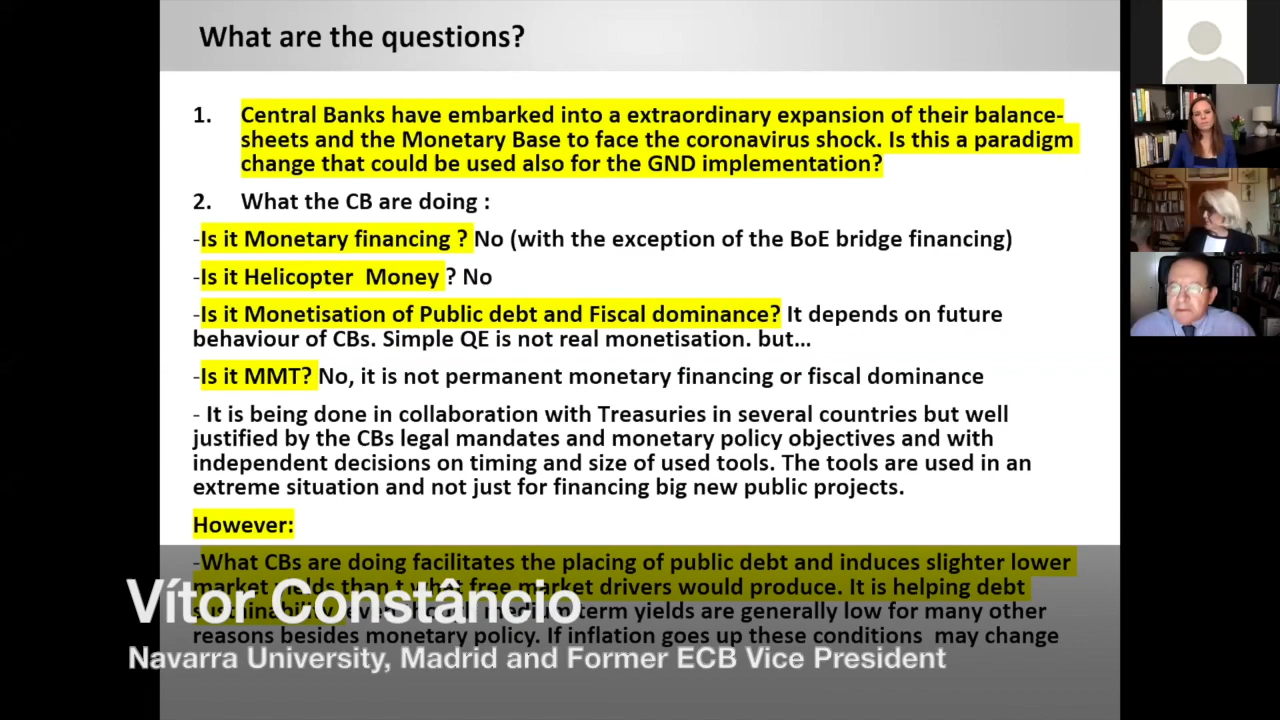 What are the questions?
1. Central Banks have embarked into a extraordinary expansion of their balance-
sheets and the Monetary Base to face the coronavirus shock. Is this a paradigm
change that could be used also for the GND implementation?
2. What the CB are doing :
-Is it Monetary financing ? No (with the exception of the BoE bridge financing)
-Is it Helicopter Money ? No
-Is it Monetisation of Public debt and Fiscal dominance? It depends on future
behaviour of CBs. Simple QE is not real monetisation. but…
-Is it MMT? No, it is not permanent monetary financing or fiscal dominance
- It is being done in collaboration with Treasuries in several countries but well
justified by the CBs legal mandates and monetary policy objectives and with
independent decisions on timing and size of used tools. The tools are used in an
extreme situation and not just for financing big new public projects.
However:
-What CBs are doing facilitates the placing of public debt and induces slighter lower
market yields than t what free market drivers would produce. It is helping debt
term yields are generally low for many other
reasons besides monetary policy. If inflation goes up these conditions may change
Vítor Constâncio
Navarra University, Madrid and Former ECB Vice President